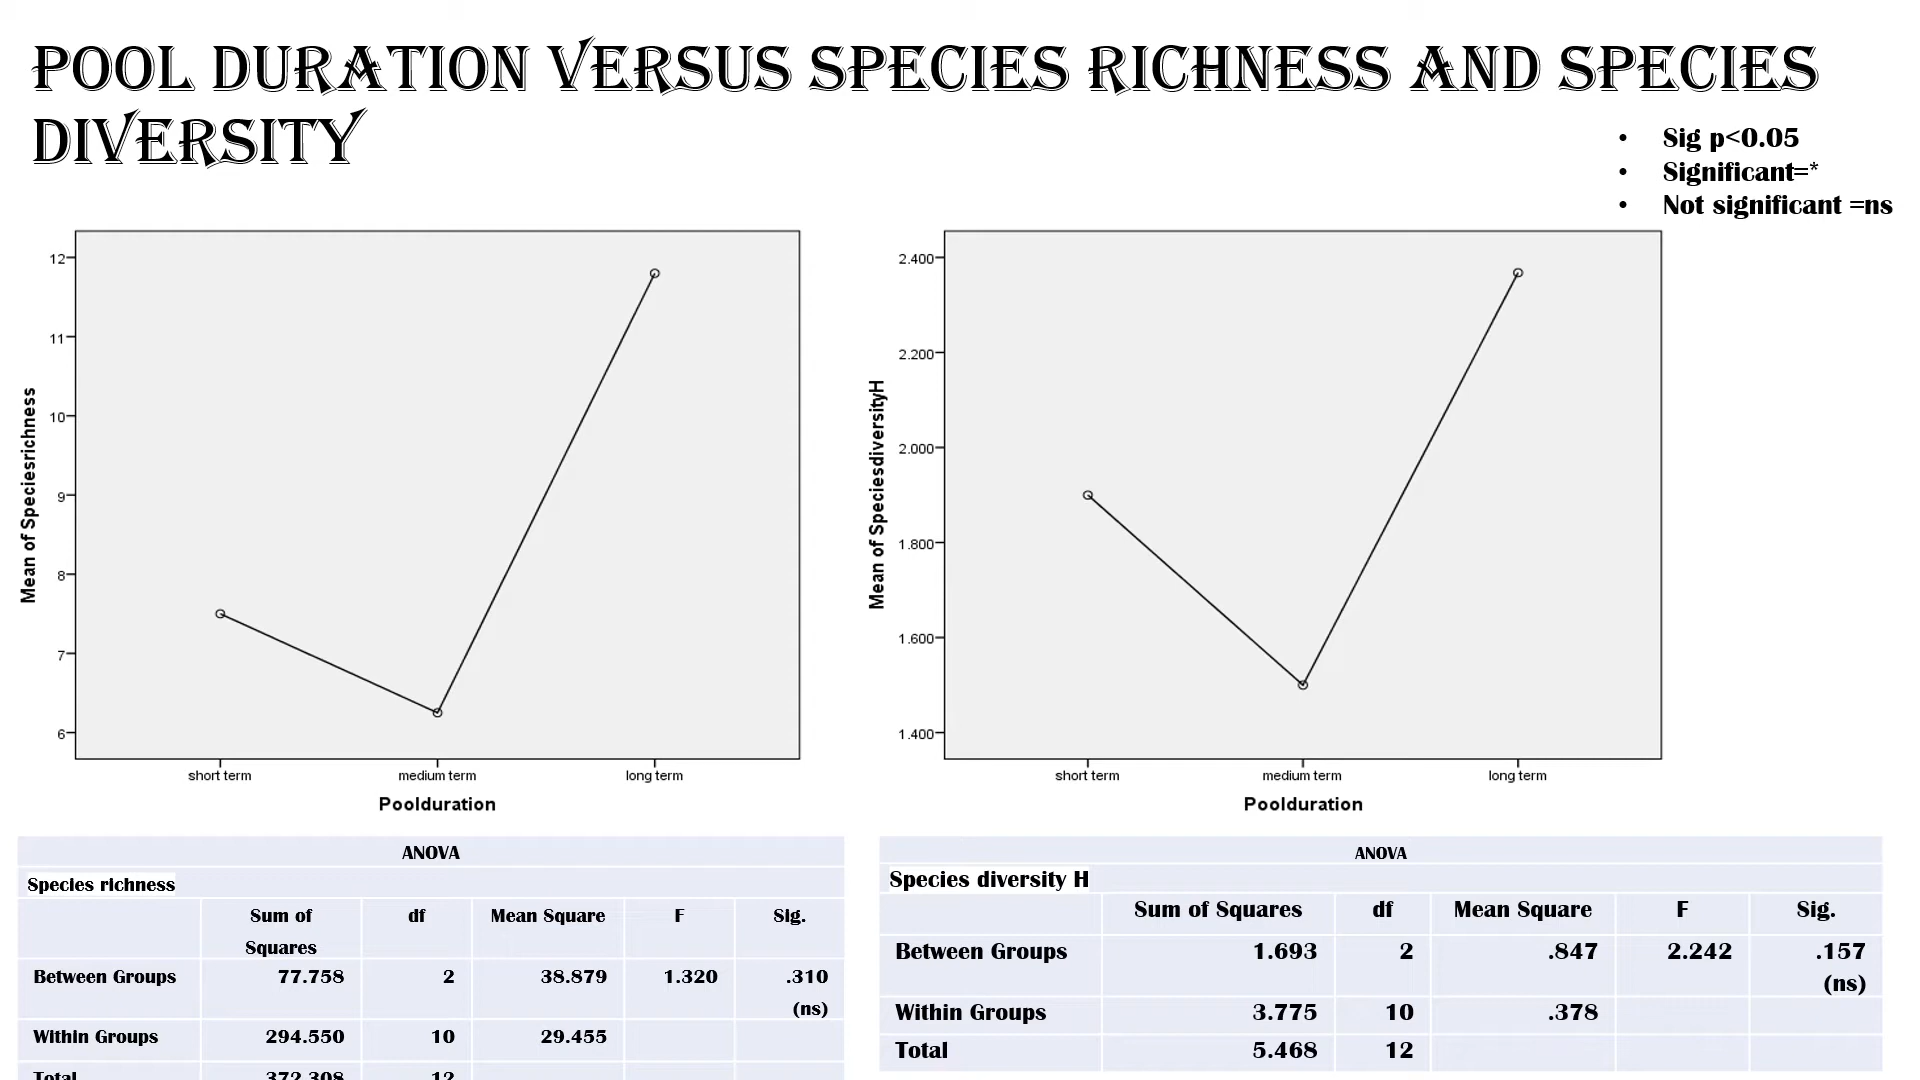 POOL DURATION VERSUS SPECIES RICHNESS AND SPECIES
DIVERSITY
• Sig p<0.05
• Significant=*
• Not significant =ns
12
11
10
9
8
7
6
Mean of Speciesrichness
short term medium term long term
Poolduration
2.400
2.200
2.000
1.800
1.600
1.400
Mean of SpeciesdiversityH
short term medium term long term
Poolduration
ANOVA
Species richness
Sum of Squares df Mean Square F Sig.
Between Groups 77.758 2 38.879 1.320 .310
(ns)
Within Groups 294.550 10 29.455
Total 372.308 12
ANOVA
Species diversity H
Sum of Squares df Mean Square F Sig.
Between Groups 1.693 2 .847 2.242 .157
(ns)
Within Groups 3.775 10 .378
Total 5.468 12